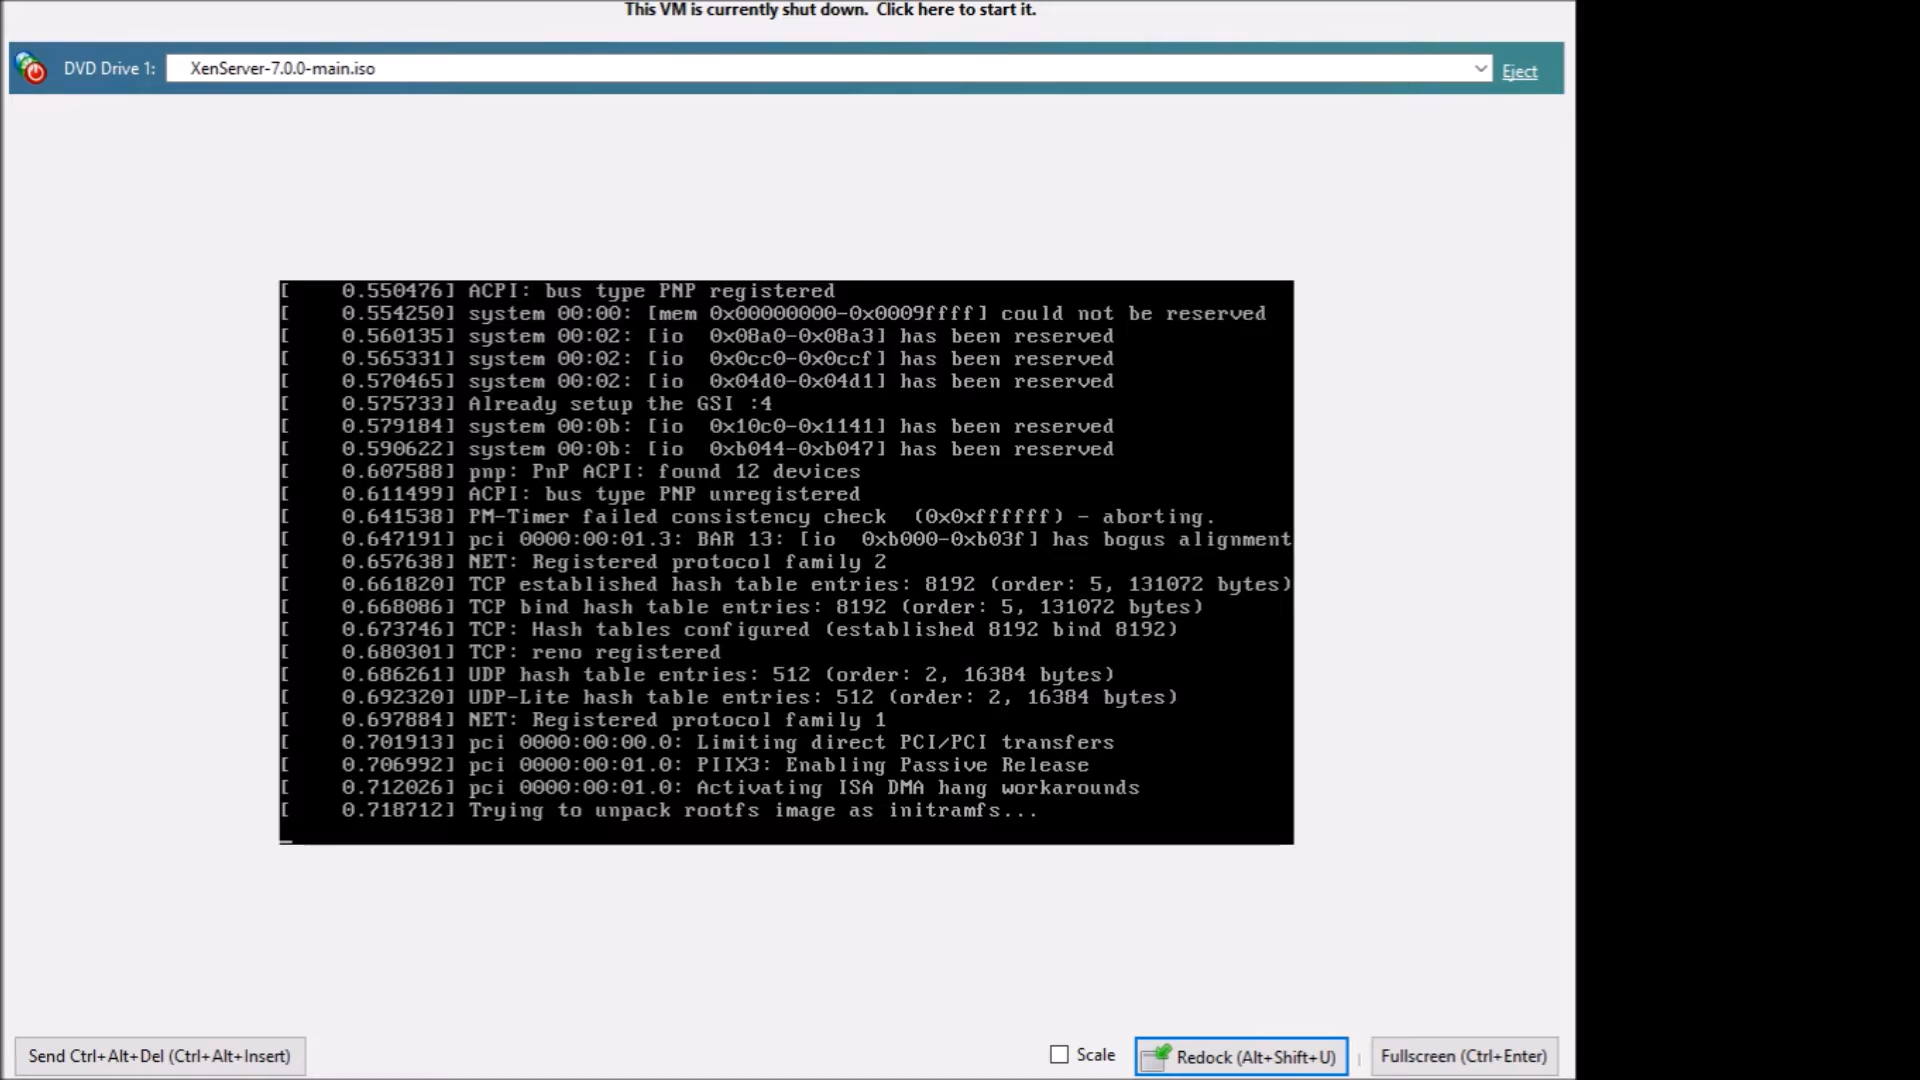 This VM is currently shut down. Click here to start it.
DVD Drive 1: XenServer-7.0.0-main.iso Eject
[    0.550476] ACPI: bus type PNP registered
[    0.554250] system 00:00: [mem 0x00000000-0x0009ffff] could not be reserved
[    0.560135] system 00:02: [io  0x08a0-0x08a3] has been reserved
[    0.565331] system 00:02: [io  0x0cc0-0x0ccf] has been reserved
[    0.570465] system 00:02: [io  0x04d0-0x04d1] has been reserved
[    0.575733] Already setup the GSI :4
[    0.579184] system 00:0b: [io  0x10c0-0x1141] has been reserved
[    0.590622] system 00:0b: [io  0xb044-0xb047] has been reserved
[    0.607588] pnp: PnP ACPI: found 12 devices
[    0.611499] ACPI: bus type PNP unregistered
[    0.641538] PM-Timer failed consistency check  (0x0xffffff) - aborting.
[    0.647191] pci 0000:00:01.3: BAR 13: [io  0xb000-0xb03f] has bogus alignment
[    0.657638] NET: Registered protocol family 2
[    0.661820] TCP established hash table entries: 8192 (order: 5, 131072 bytes)
[    0.668086] TCP bind hash table entries: 8192 (order: 5, 131072 bytes)
[    0.673746] TCP: Hash tables configured (established 8192 bind 8192)
[    0.680301] TCP: reno registered
[    0.686261] UDP hash table entries: 512 (order: 2, 16384 bytes)
[    0.692320] UDP-Lite hash table entries: 512 (order: 2, 16384 bytes)
[    0.697884] NET: Registered protocol family 1
[    0.701913] pci 0000:00:00.0: Limiting direct PCI/PCI transfers
[    0.706992] pci 0000:00:01.0: PIIX3: Enabling Passive Release
[    0.712026] pci 0000:00:01.0: Activating ISA DMA hang workarounds
[    0.718712] Trying to unpack rootfs image as initramfs...
Send Ctrl+Alt+Del (Ctrl+Alt+Insert) Scale Redock (Alt+Shift+U) Fullscreen (Ctrl+Enter)